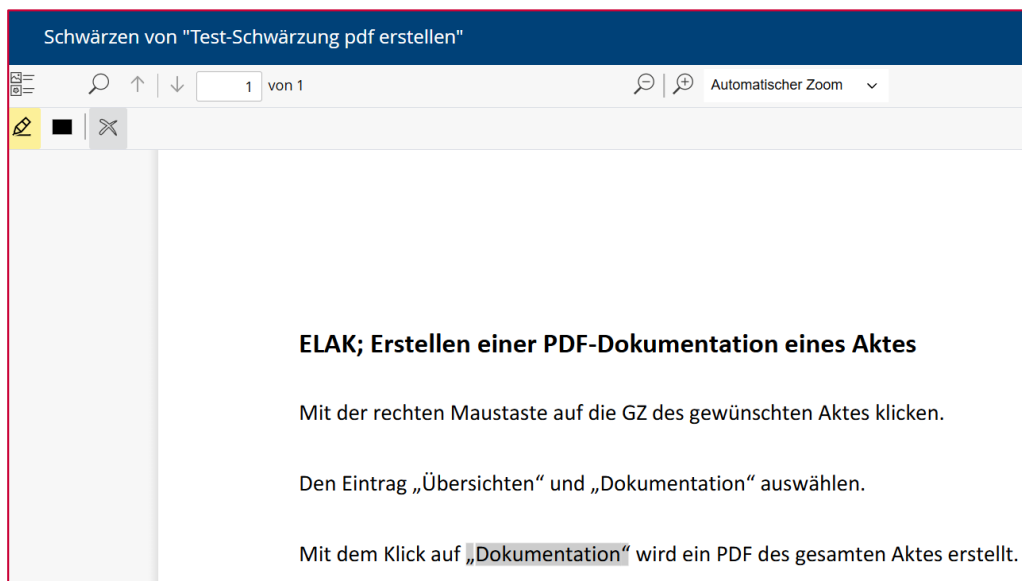 Schwärzen von "Test-Schwärzung pdf erstellen"
1 von 1 Automatischer Zoom
ELAK; Erstellen einer PDF-Dokumentation eines Aktes
Mit der rechten Maustaste auf die GZ des gewünschten Aktes klicken.
Den Eintrag „Übersichten“ und „Dokumentation“ auswählen.
Mit dem Klick auf „Dokumentation“ wird ein PDF des gesamten Aktes erstellt.